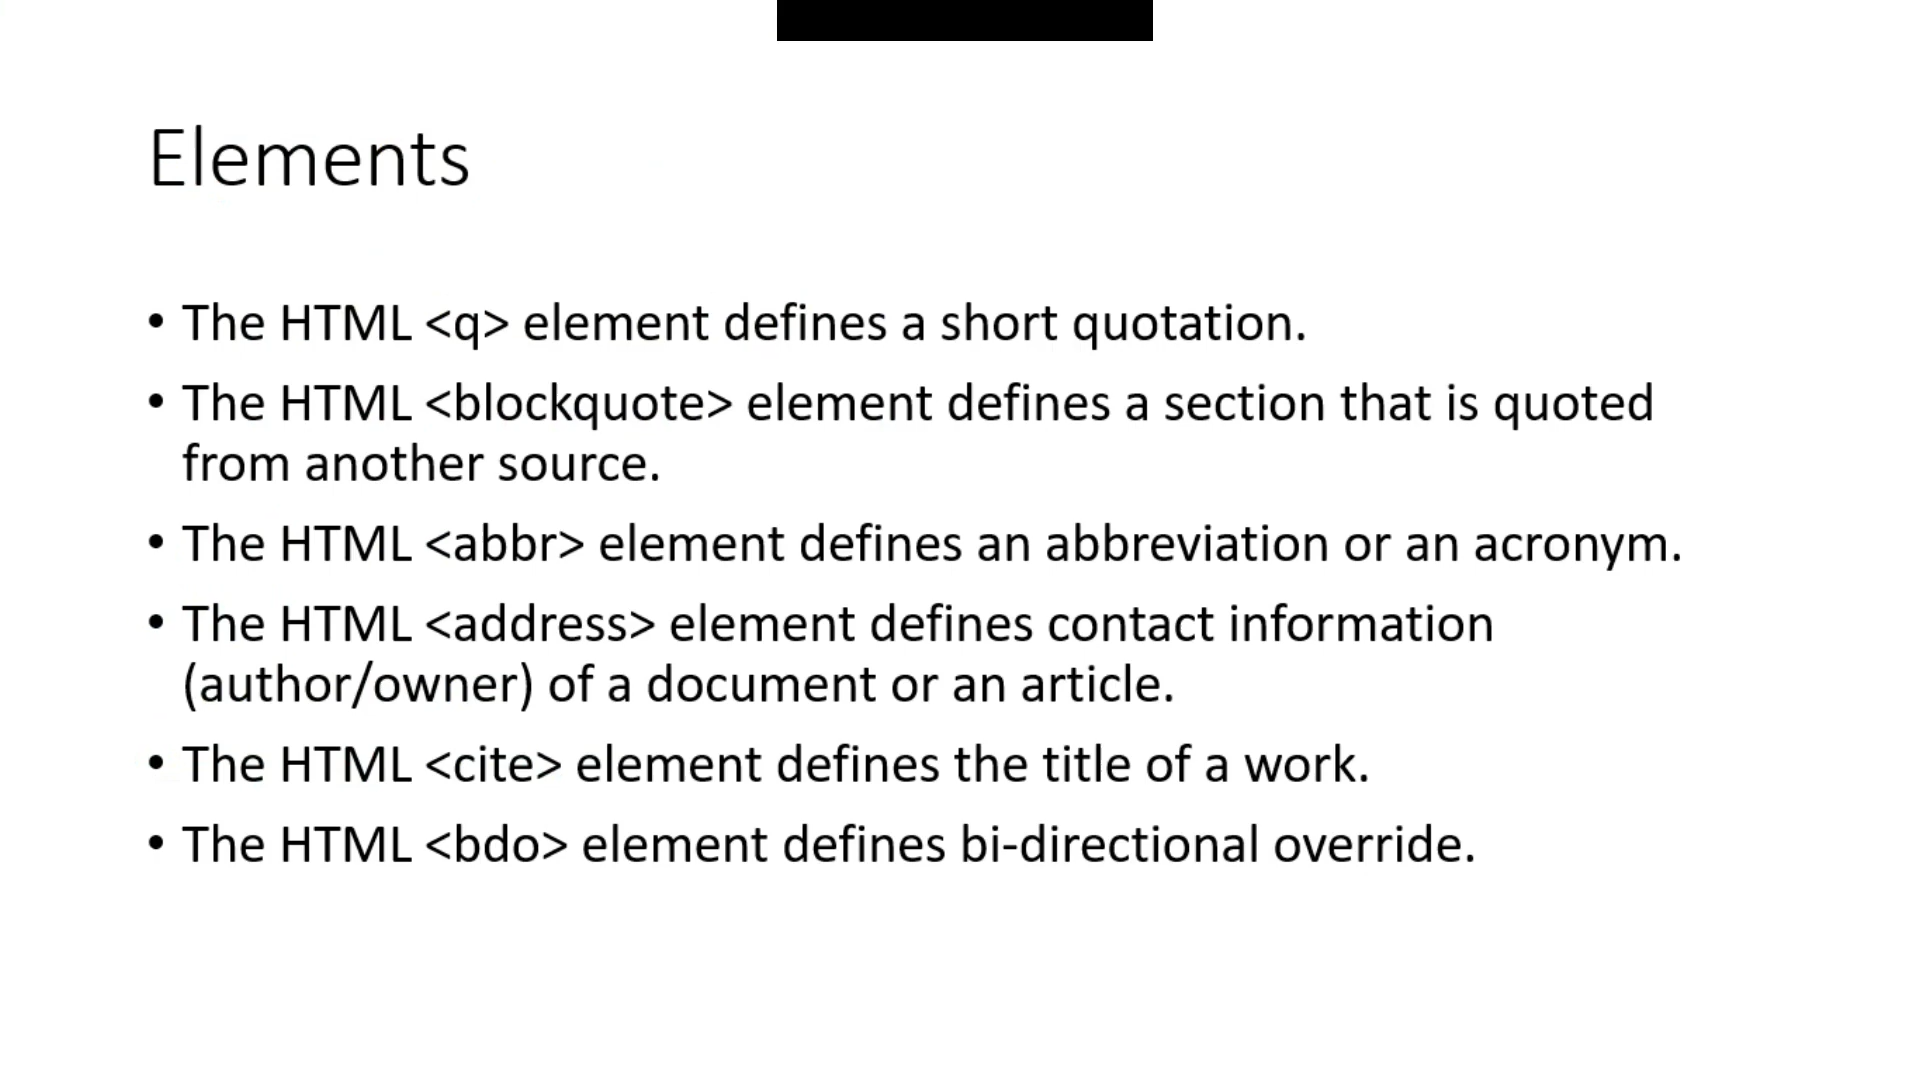 Elements
• The HTML <q> element defines a short quotation.
• The HTML <blockquote> element defines a section that is quoted
from another source.
• The HTML <abbr> element defines an abbreviation or an acronym.
• The HTML <address> element defines contact information
(author/owner) of a document or an article.
• The HTML <cite> element defines the title of a work.
• The HTML <bdo> element defines bi-directional override.